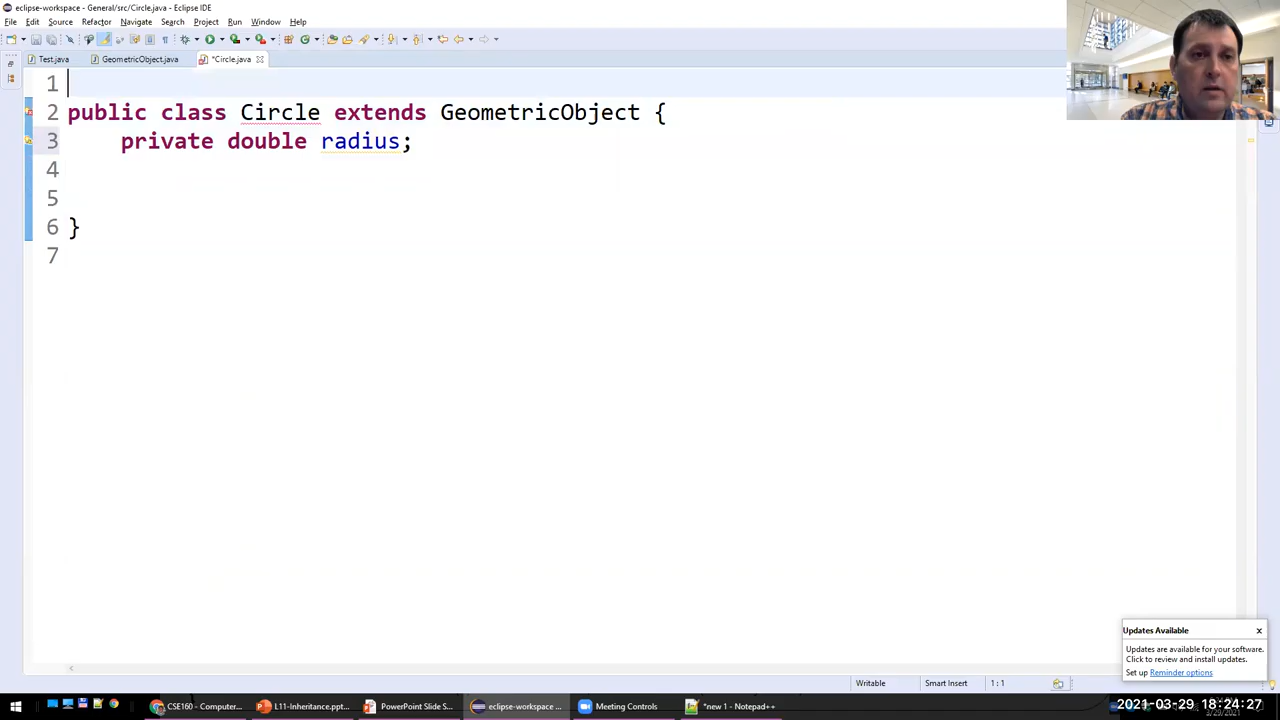 eclipse-workspace - General/src/Circle.java - Eclipse IDE
File Edit Source Refactor Navigate Search Project Run Window Help
Test.java GeometricObject.java *Circle.java
1
2 public class Circle extends GeometricObject {
3 private double radius;
4
5
6 }
7
Updates Available x
Updates are available for your software.
Click to review and install updates.
Set up Reminder options
Writable Smart Insert 1 : 1
CSE160 - Computer... L11-Inheritance.ppt... PowerPoint Slide S... eclipse-workspace ... Meeting Controls *new 1 - Notepad++
2021-03-29 18:24:27